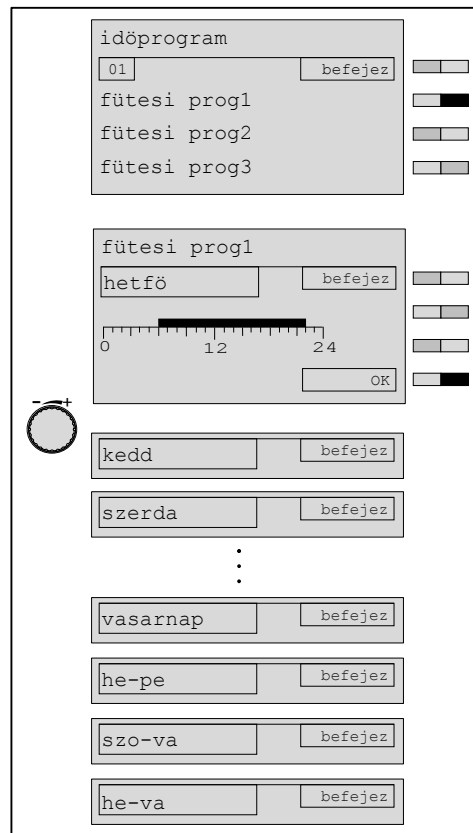 idöprogram
01 befejez
fütesi prog1
fütesi prog2
fütesi prog3
fütesi prog1
hetfö befejez
0 12 24
OK
- +
kedd befejez
szerda befejez
vasarnap befejez
he-pe befejez
szo-va befejez
he-va befejez